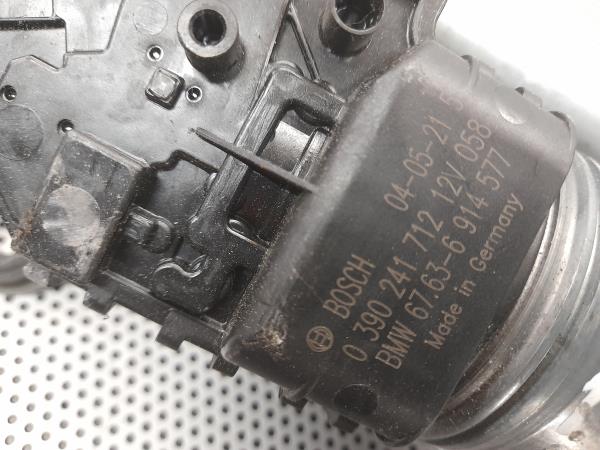 04-05-21 5
BOSCH
0 390 241 712 12V 058
BMW 67.63-6 914 577
Made in Germany